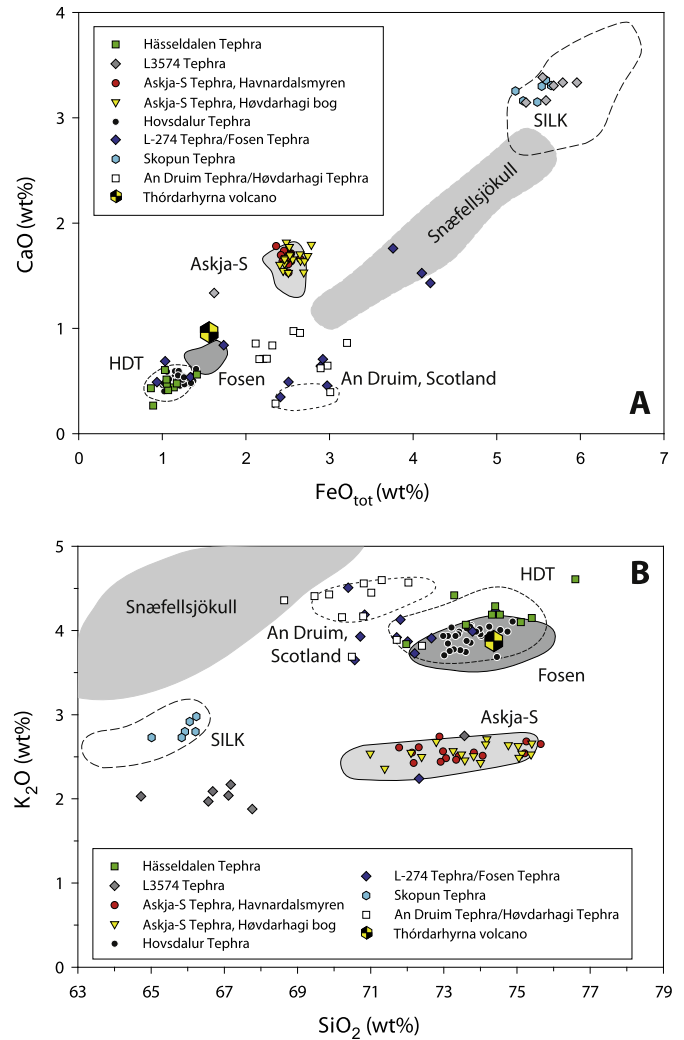 4
3
2
1
0
CaO (wt%)
Hässeldalen Tephra
L3574 Tephra
Askja-S Tephra, Havnardalsmyren
Askja-S Tephra, Høvdarhagi bog
Hovsdalur Tephra
L-274 Tephra/Fosen Tephra
Skopun Tephra
An Druim Tephra/Høvdarhagi Tephra
Thórdarhyrna volcano
SILK
Snæfellsjökull
Askja-S
HDT
Fosen
An Druim, Scotland
A
0 1 2 3 4 5 6 7
FeOtot (wt%)
5
4
3
2
1
0
K2O (wt%)
B
HDT
Snæfellsjökull
An Druim,
Scotland
Fosen
SILK
Askja-S
Hässeldalen Tephra
L3574 Tephra
Askja-S Tephra, Havnardalsmyren
Askja-S Tephra, Høvdarhagi bog
Hovsdalur Tephra
L-274 Tephra/Fosen Tephra
Skopun Tephra
An Druim Tephra/Høvdarhagi Tephra
Thórdarhyrna volcano
63 65 67 69 71 73 75 77 79
SiO2 (wt%)